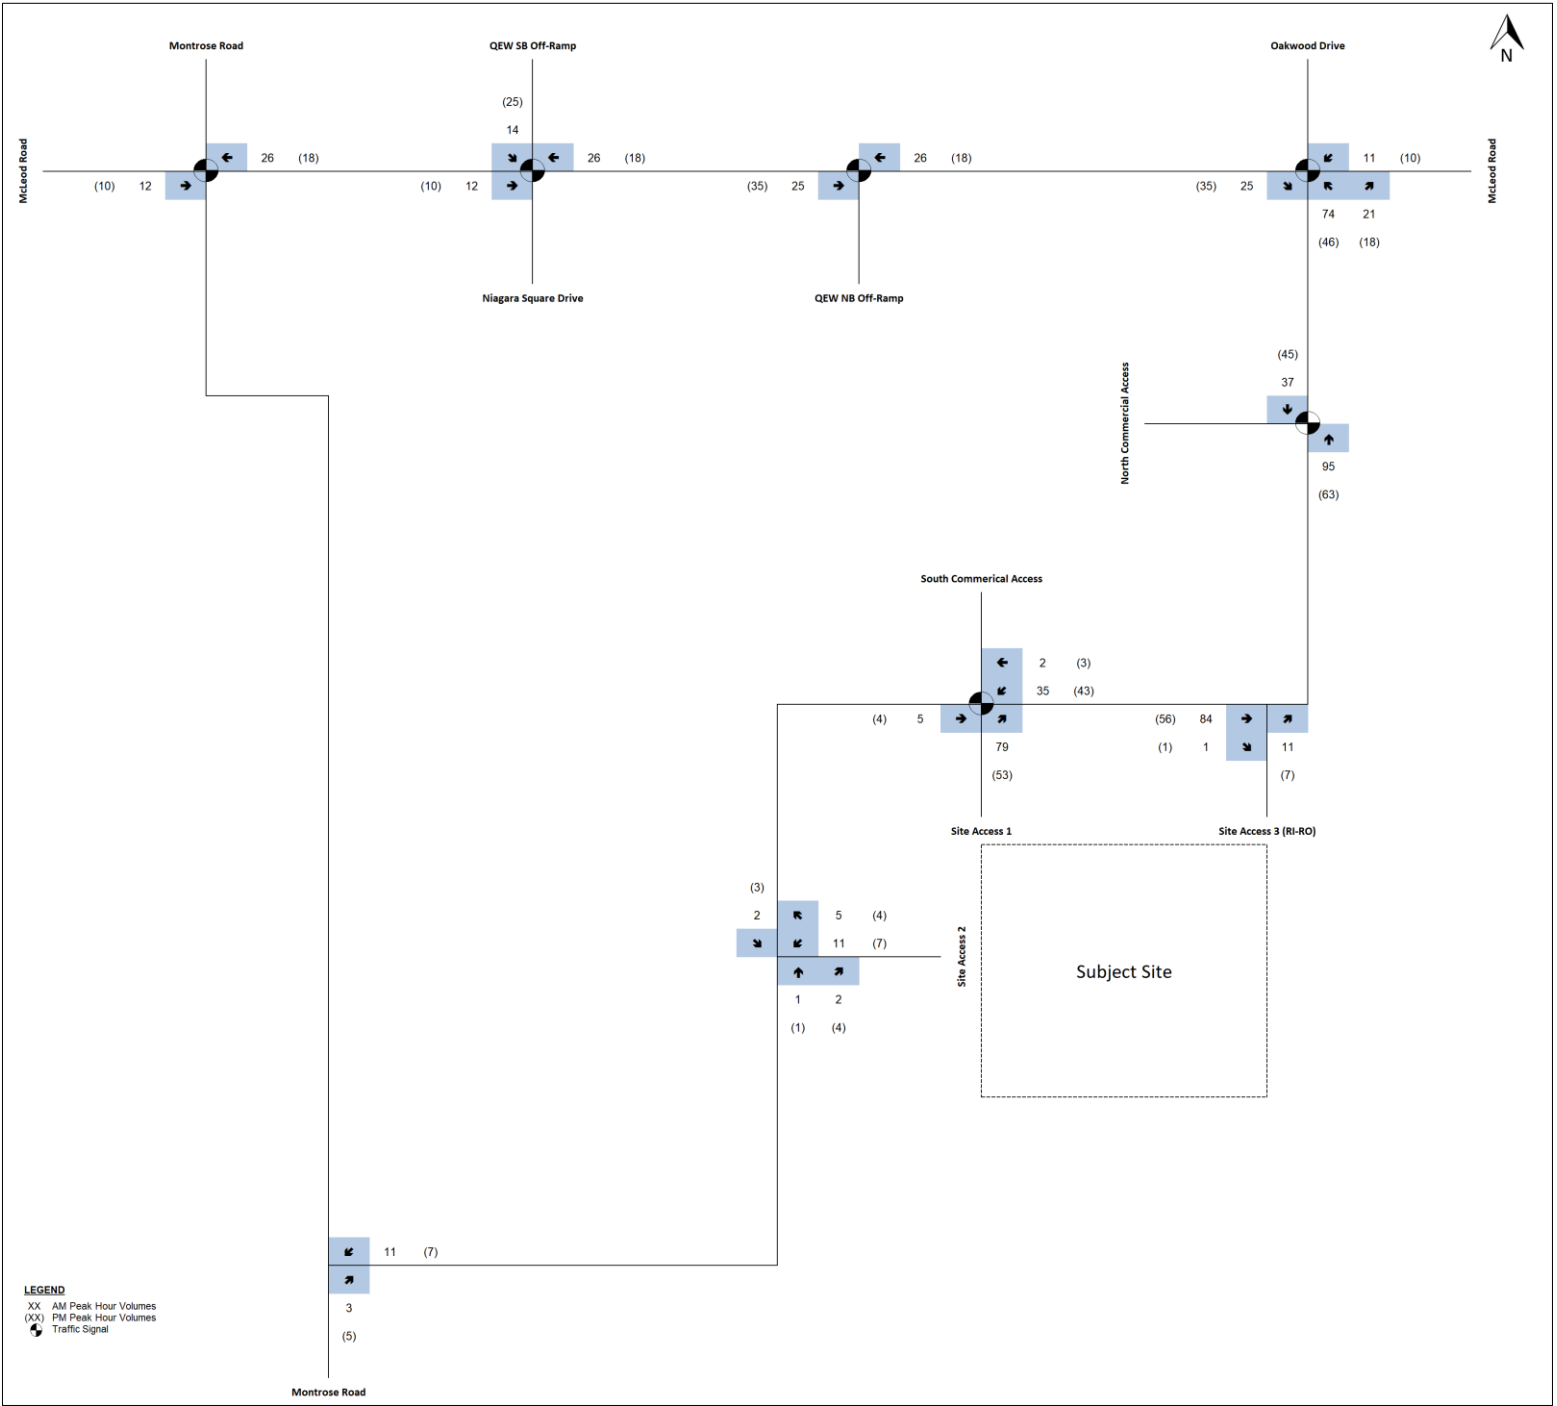 Montrose Road
QEW SB Off-Ramp
Oakwood Drive
N
(25)
14
McLeod Road
26 (18)
26 (18)
26 (18)
11 (10)
McLeod Road
(10) 12
(10) 12
(35) 25
(35) 25
74 21
(46) (18)
Niagara Square Drive
QEW NB Off-Ramp
(45)
37
North Commercial Access
95
(63)
South Commerical Access
2 (3)
35 (43)
(4) 5
(56) 84
79
(1) 1
11
(53)
(7)
Site Access 1
Site Access 3 (RI-RO)
(3)
2
5 (4)
11 (7)
Site Access 2
Subject Site
1 2
(1) (4)
11 (7)
3
(5)
LEGEND
XX AM Peak Hour Volumes
(XX) PM Peak Hour Volumes
Traffic Signal
Montrose Road